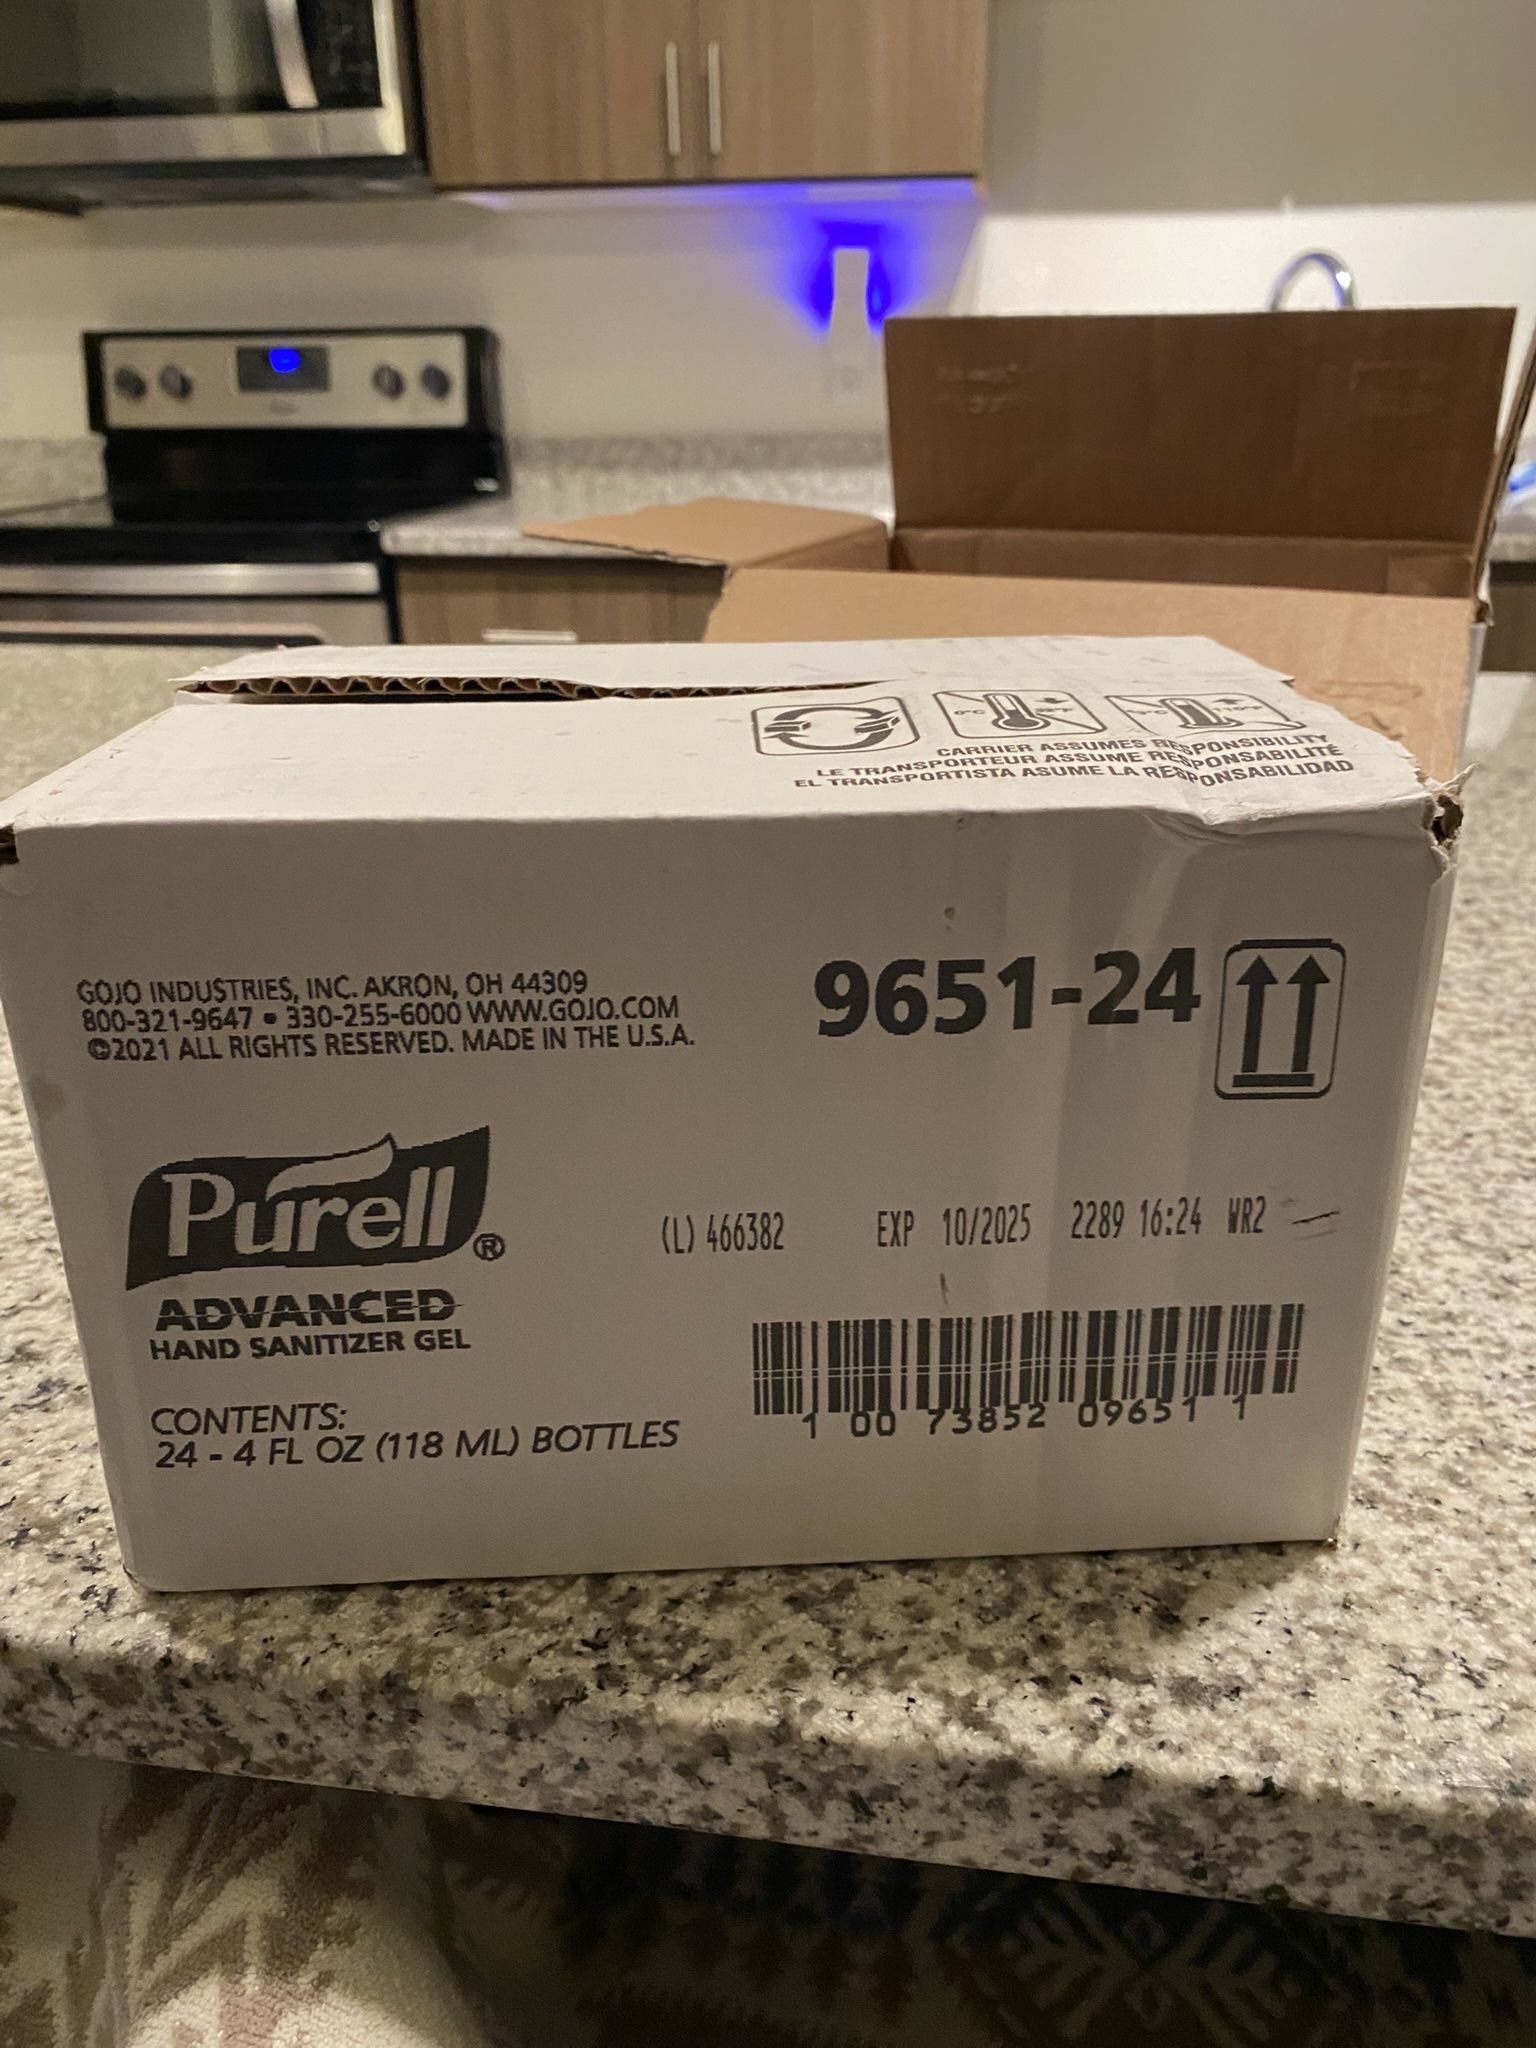 CARRIER ASSUMES RESPONSIBILITY
LE TRANSPORTEUR ASSUME RESPONSABILITÉ
EL TRANSPORTISTA ASUME LA RESPONSABILIDAD
GOJO INDUSTRIES, INC. AKRON, OH 44309
800-321-9647 • 330-255-6000 WWW.GOJO.COM
©2021 ALL RIGHTS RESERVED. MADE IN THE U.S.A.
9651-24
PURELL®
ADVANCED
HAND SANITIZER GEL
(L) 466382 EXP 10/2025 2289 16:24 WR2
CONTENTS:
24 - 4 FL OZ (118 ML) BOTTLES
1 00 73852 09651 1